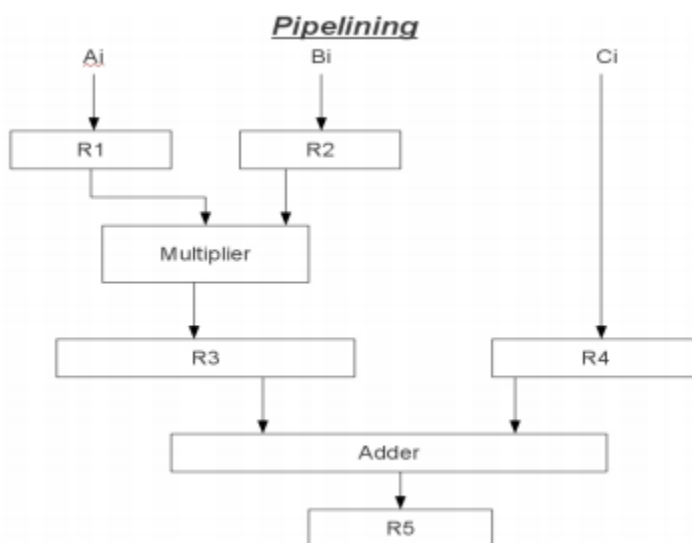 Pipelining
Ai Bi Ci
R1 R2
Multiplier
R3 R4
Adder
R5